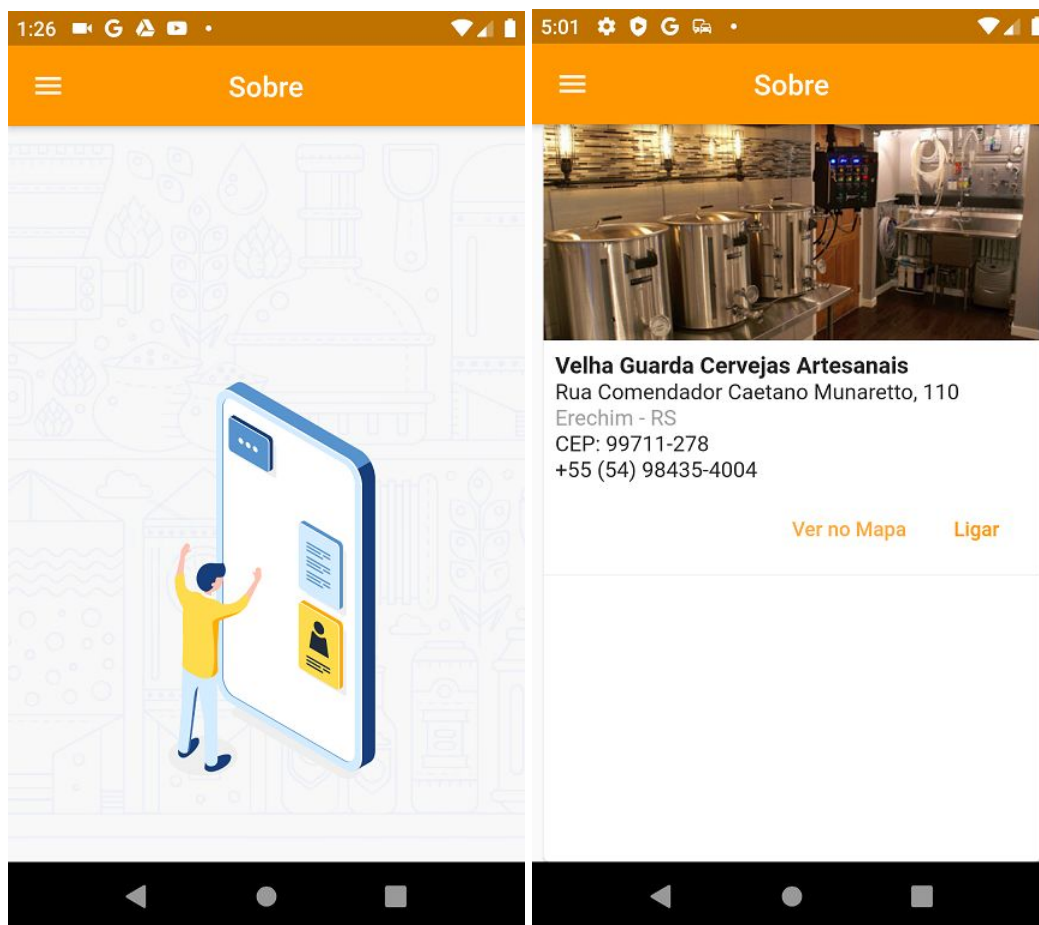 1:26
Sobre
5:01
Sobre
Velha Guarda Cervejas Artesanais
Rua Comendador Caetano Munaretto, 110
Erechim - RS
CEP: 99711-278
+55 (54) 98435-4004
Ver no Mapa Ligar